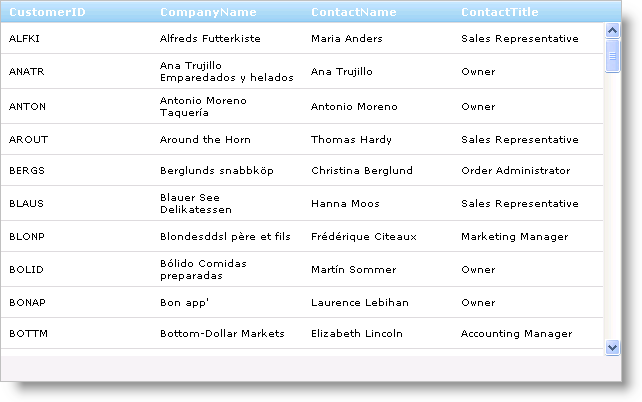 CustomerID CompanyName ContactName ContactTitle
ALFKI Alfreds Futterkiste Maria Anders Sales Representative
ANATR Ana Trujillo Emparedados y helados Ana Trujillo Owner
ANTON Antonio Moreno Taquería Antonio Moreno Owner
AROUT Around the Horn Thomas Hardy Sales Representative
BERGS Berglunds snabbköp Christina Berglund Order Administrator
BLAUS Blauer See Delikatessen Hanna Moos Sales Representative
BLONP Blondesddsl père et fils Frédérique Citeaux Marketing Manager
BOLID Bólido Comidas preparadas Martín Sommer Owner
BONAP Bon app' Laurence Lebihan Owner
BOTTM Bottom-Dollar Markets Elizabeth Lincoln Accounting Manager